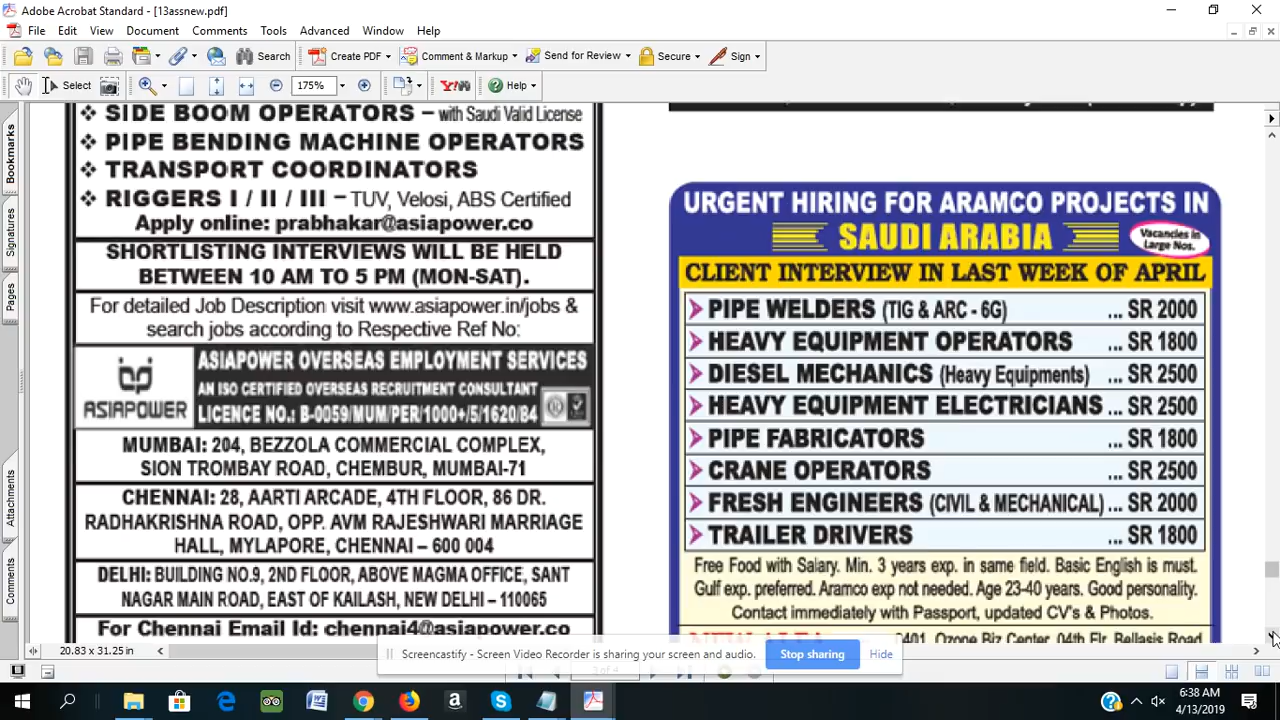 Adobe Acrobat Standard - [13assnew.pdf]
File Edit View Document Comments Tools Advanced Window Help
Search Create PDF Comment & Markup Send for Review Secure Sign
Select 175% Y! Help
Bookmarks
Signatures
Pages
Attachments
Comments
❖ SIDE BOOM OPERATORS – with Saudi Valid License
❖ PIPE BENDING MACHINE OPERATORS
❖ TRANSPORT COORDINATORS
❖ RIGGERS I / II / III – TUV, Velosi, ABS Certified
Apply online: prabhakar@asiapower.co
SHORTLISTING INTERVIEWS WILL BE HELD
BETWEEN 10 AM TO 5 PM (MON-SAT).
For detailed Job Description visit www.asiapower.in/jobs &
search jobs according to Respective Ref No:
ASIAPOWER
ASIAPOWER OVERSEAS EMPLOYMENT SERVICES
AN ISO CERTIFIED OVERSEAS RECRUITMENT CONSULTANT
LICENCE NO.: B-0059/MUM/PER/1000+/5/1620/84
MUMBAI: 204, BEZZOLA COMMERCIAL COMPLEX,
SION TROMBAY ROAD, CHEMBUR, MUMBAI-71
CHENNAI: 28, AARTI ARCADE, 4TH FLOOR, 86 DR.
RADHAKRISHNA ROAD, OPP. AVM RAJESHWARI MARRIAGE
HALL, MYLAPORE, CHENNAI – 600 004
DELHI: BUILDING NO.9, 2ND FLOOR, ABOVE MAGMA OFFICE, SANT
NAGAR MAIN ROAD, EAST OF KAILASH, NEW DELHI – 110065
For Chennai Email Id: chennai4@asiapower.co
URGENT HIRING FOR ARAMCO PROJECTS IN
SAUDI ARABIA
Vacancies in
Large Nos.
CLIENT INTERVIEW IN LAST WEEK OF APRIL
PIPE WELDERS (TIG & ARC - 6G) ... SR 2000
HEAVY EQUIPMENT OPERATORS ... SR 1800
DIESEL MECHANICS (Heavy Equipments) ... SR 2500
HEAVY EQUIPMENT ELECTRICIANS ... SR 2500
PIPE FABRICATORS ... SR 1800
CRANE OPERATORS ... SR 2500
FRESH ENGINEERS (CIVIL & MECHANICAL) ... SR 2000
TRAILER DRIVERS ... SR 1800
Free Food with Salary. Min. 3 years exp. in same field. Basic English is must.
Gulf exp. preferred. Aramco exp not needed. Age 23-40 years. Good personality.
Contact immediately with Passport, updated CV's & Photos.
Ozone Biz Center, 04th Flr, Bellasis Road
20.83 x 31.25 in
Screencastify - Screen Video Recorder is sharing your screen and audio. Stop sharing Hide
6:38 AM
4/13/2019